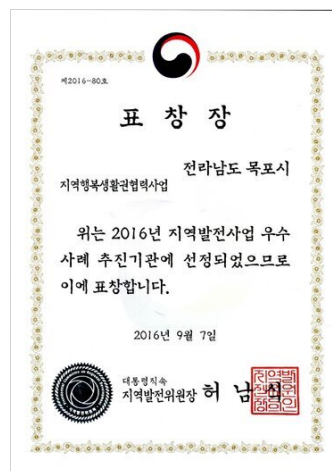 제2016-80호
표 창 장
전라남도 목포시
지역행복생활권협력사업
위는 2016년 지역발전사업 우수
사례 추진기관에 선정되었으므로
이에 표창합니다.
2016년 9월 7일
대통령직속
지역발전위원장 허 남 식